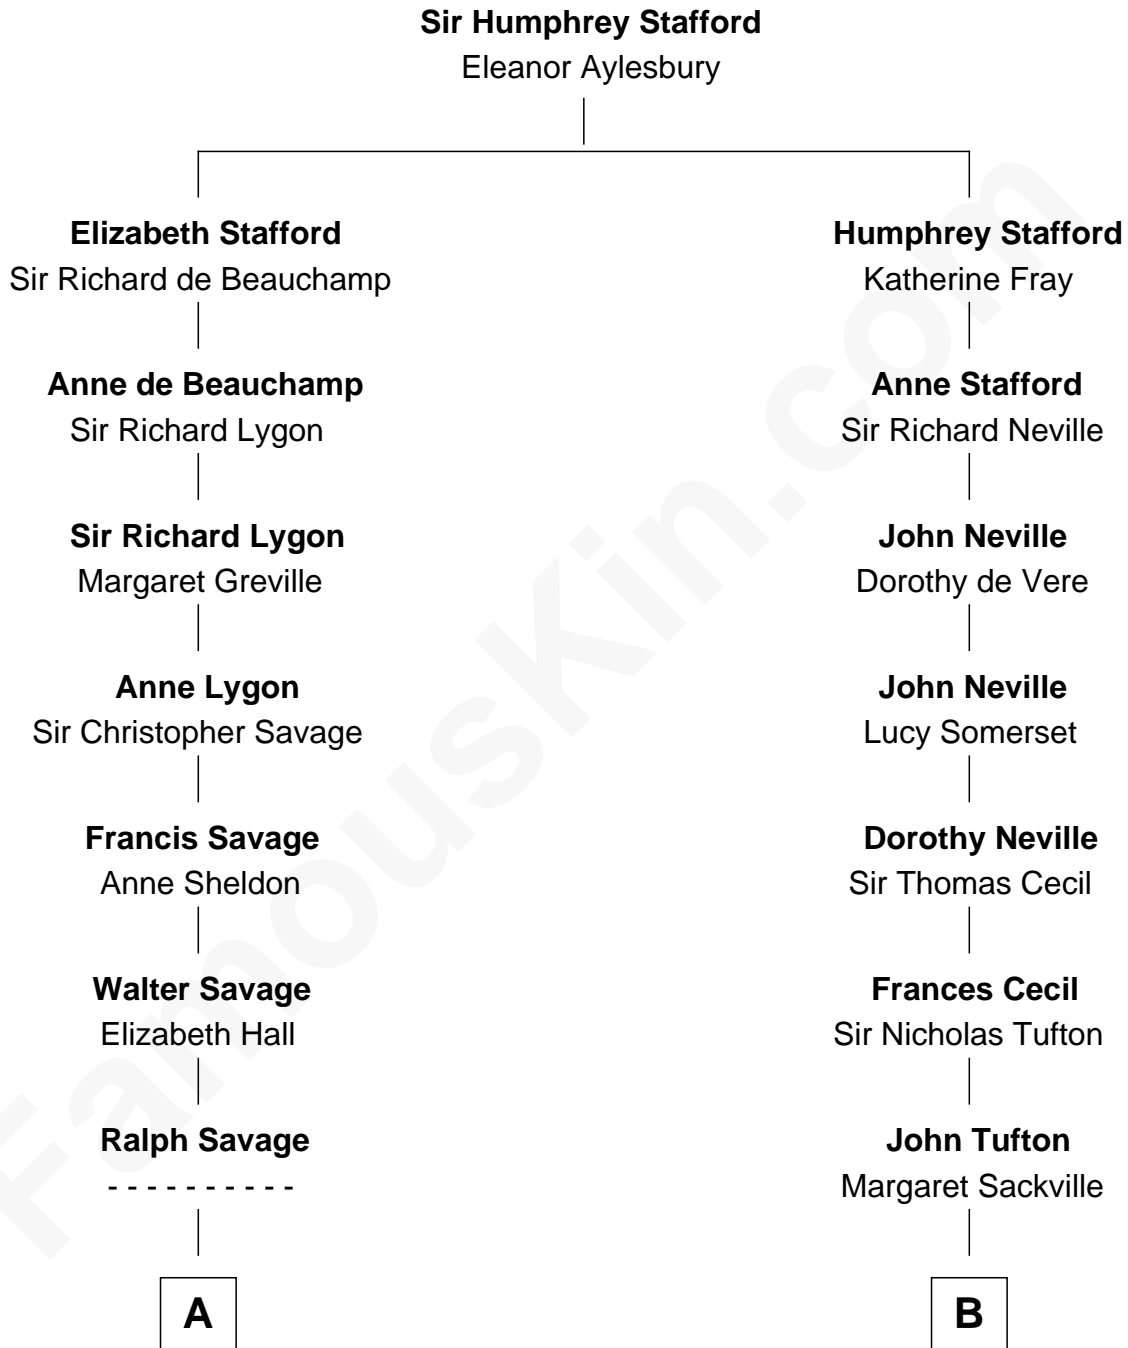 Sir Humphrey Stafford
Eleanor Aylesbury
Elizabeth Stafford
Sir Richard de Beauchamp
Anne de Beauchamp
Sir Richard Lygon
Sir Richard Lygon
Margaret Greville
Anne Lygon
Sir Christopher Savage
Francis Savage
Anne Sheldon
Walter Savage
Elizabeth Hall
Ralph Savage
- - - - - - - - - -
A
Humphrey Stafford
Katherine Fray
Anne Stafford
Sir Richard Neville
John Neville
Dorothy de Vere
John Neville
Lucy Somerset
Dorothy Neville
Sir Thomas Cecil
Frances Cecil
Sir Nicholas Tufton
John Tufton
Margaret Sackville
B
FamousKin.com